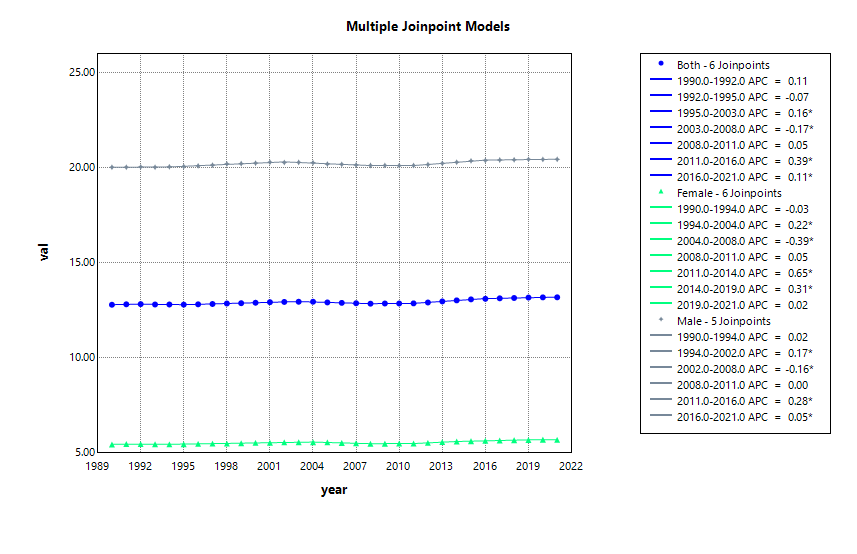 Multiple Joinpoint Models
25.00
20.00
15.00
10.00
5.00
val
1989 1992 1995 1998 2001 2004 2007 2010 2013 2016 2019 2022
year
Both - 6 Joinpoints
1990.0-1992.0 APC = 0.11
1992.0-1995.0 APC = -0.07
1995.0-2003.0 APC = 0.16*
2003.0-2008.0 APC = -0.17*
2008.0-2011.0 APC = 0.05
2011.0-2016.0 APC = 0.39*
2016.0-2021.0 APC = 0.11*
Female - 6 Joinpoints
1990.0-1994.0 APC = -0.03
1994.0-2004.0 APC = 0.22*
2004.0-2008.0 APC = -0.39*
2008.0-2011.0 APC = 0.05
2011.0-2014.0 APC = 0.65*
2014.0-2019.0 APC = 0.31*
2019.0-2021.0 APC = 0.02
Male - 5 Joinpoints
1990.0-1994.0 APC = 0.02
1994.0-2002.0 APC = 0.17*
2002.0-2008.0 APC = -0.16*
2008.0-2011.0 APC = 0.00
2011.0-2016.0 APC = 0.28*
2016.0-2021.0 APC = 0.05*